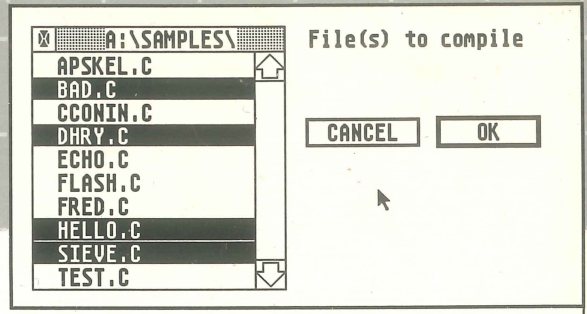 A:\SAMPLES\
File(s) to compile
APSKEL.C
BAD.C
CCONIN.C
DHRY.C
ECHO.C
FLASH.C
FRED.C
HELLO.C
SIEVE.C
TEST.C
CANCEL
OK